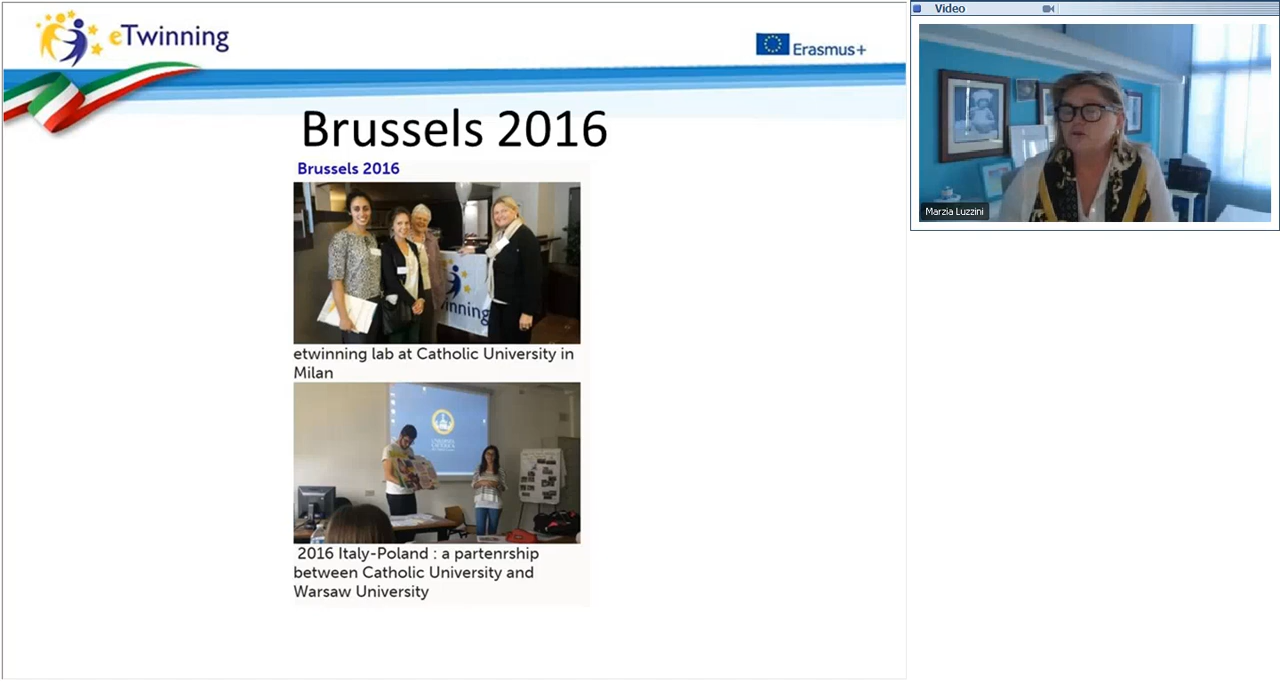 eTwinning
Erasmus+
Brussels 2016
Brussels 2016
winning
etwinning lab at Catholic University in
Milan
2016 Italy-Poland : a partenrship
between Catholic University and
Warsaw University
Video
Marzia Luzzini